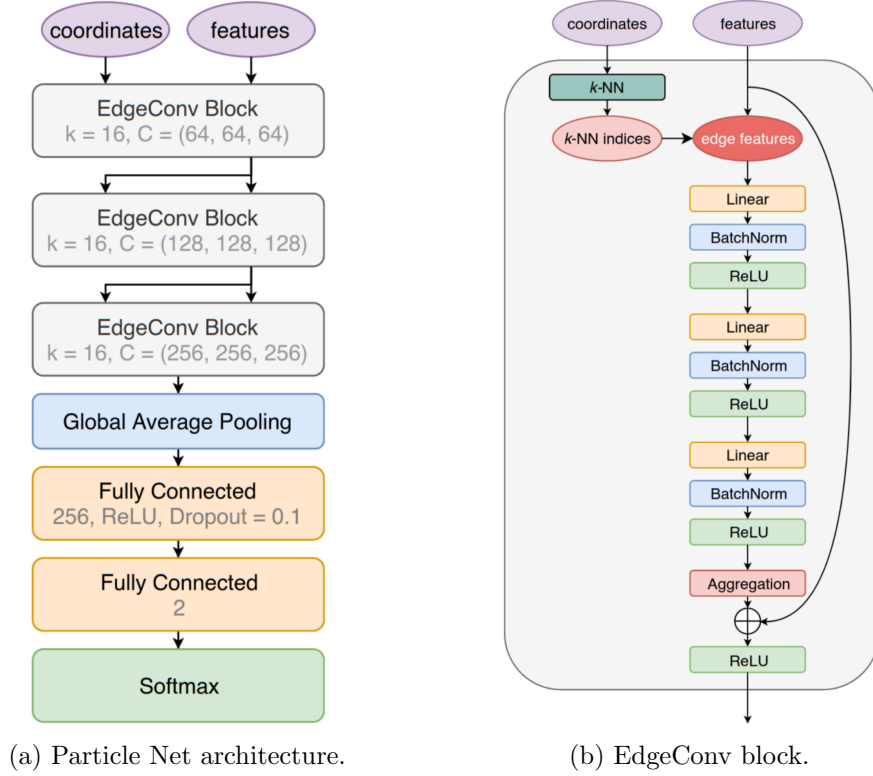 coordinates
features
EdgeConv Block
k = 16, C = (64, 64, 64)
EdgeConv Block
k = 16, C = (128, 128, 128)
EdgeConv Block
k = 16, C = (256, 256, 256)
Global Average Pooling
Fully Connected
256, ReLU, Dropout = 0.1
Fully Connected
2
Softmax
(a) Particle Net architecture.
coordinates
features
k-NN
k-NN indices
edge features
Linear
BatchNorm
ReLU
Linear
BatchNorm
ReLU
Linear
BatchNorm
ReLU
Aggregation
ReLU
(b) EdgeConv block.